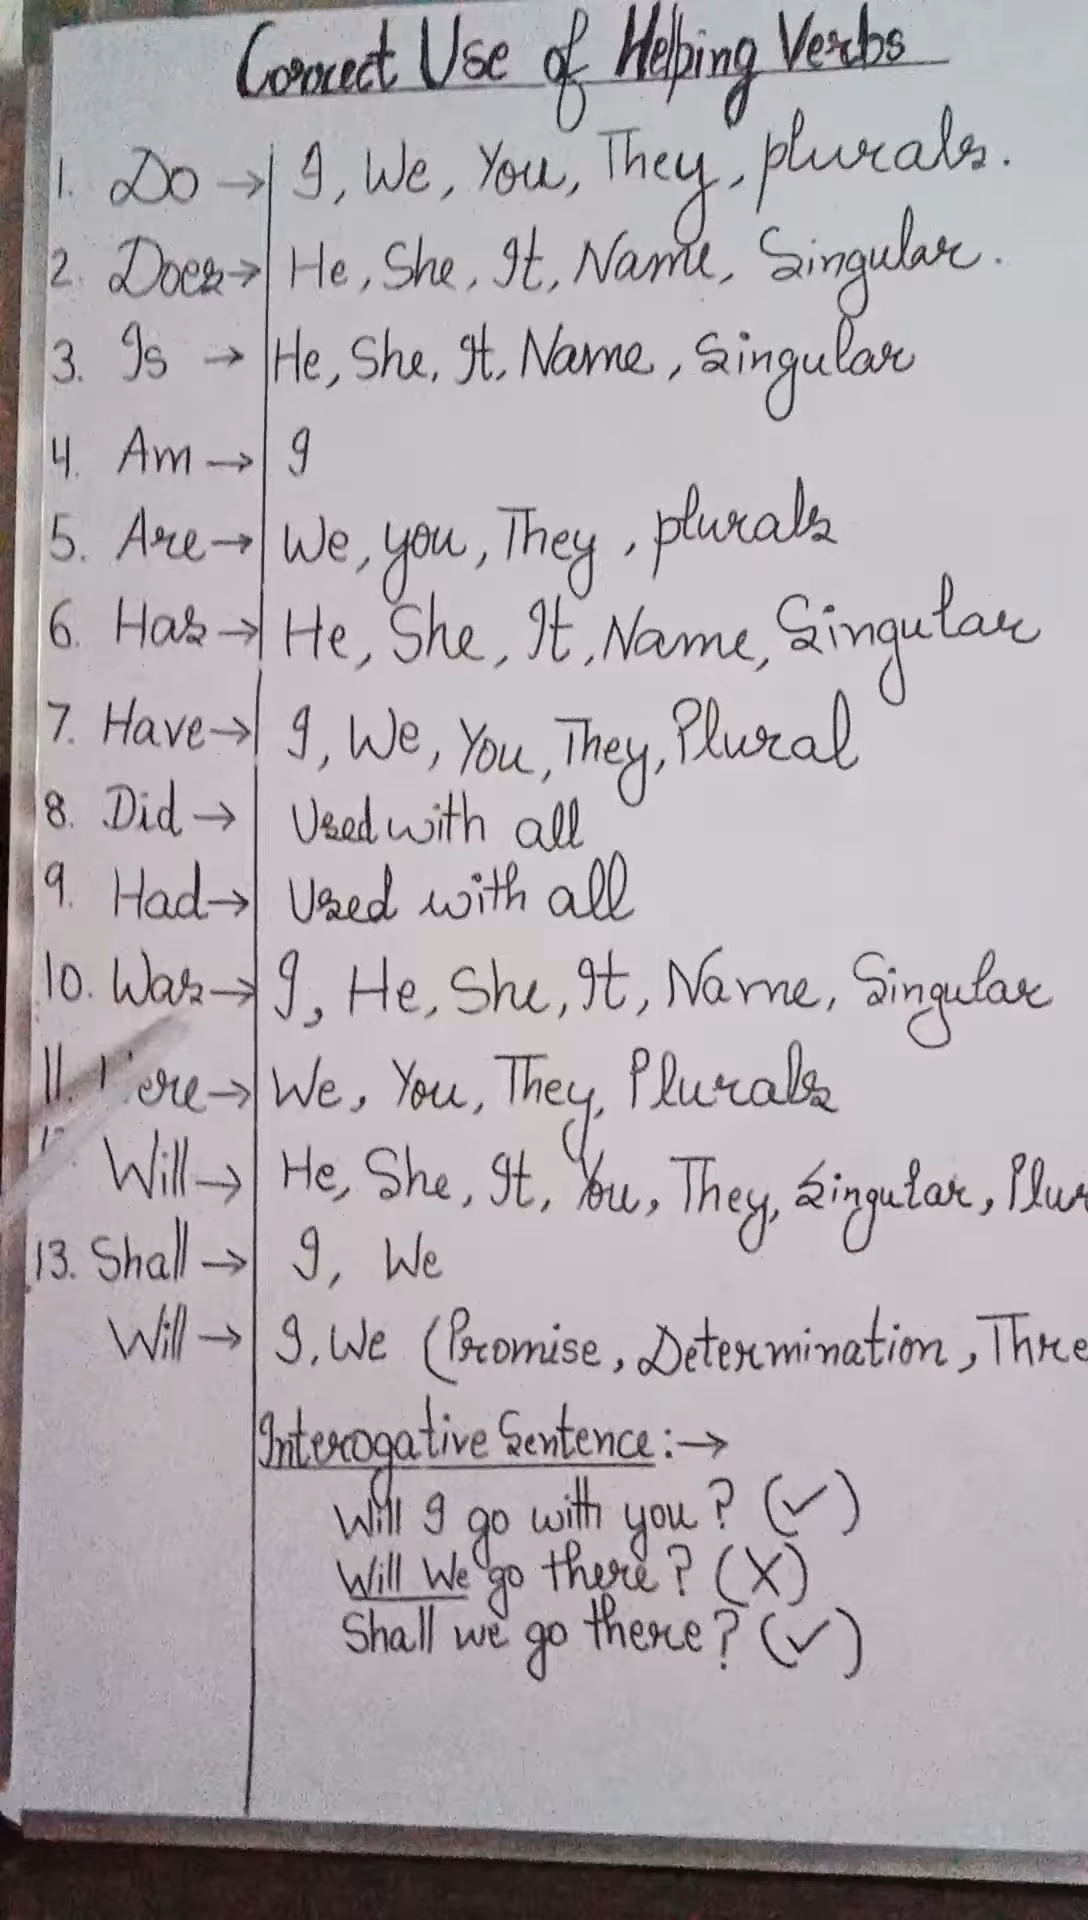 Correct Use of Helping Verbs
1. Do → I, We, You, They, plurals.
2. Does → He, She, It, Name, Singular.
3. Is → He, She, It, Name, Singular
4. Am → I
5. Are → We, you, They, plurals
6. Has → He, She, It, Name, Singular
7. Have → I, We, You, They, Plural
8. Did → Used with all
9. Had → Used with all
10. Was → I, He, She, It, Name, Singular
11. ere → We, You, They, Plurals
Will → He, She, It, You, They, Singular, Plur
13. Shall → I, We
Will → I, We (Promise, Determination, Thre
Interogative Sentence :→
Will I go with you? (✓)
Will We go there? (X)
Shall we go there? (✓)